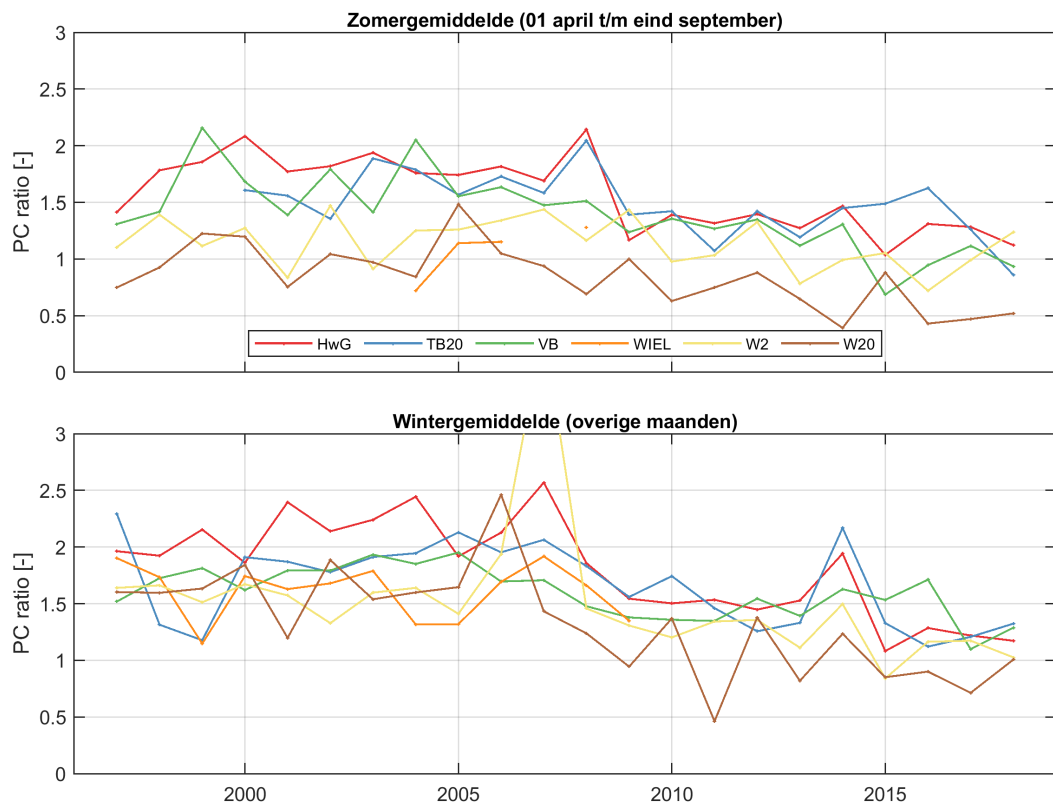 Zomergemiddelde (01 april t/m eind september)
3
2.5
2
1.5
1
0.5
0
PC ratio [-]
HwG TB20 VB WIEL W2 W20
Wintergemiddelde (overige maanden)
3
2.5
2
1.5
1
0.5
0
PC ratio [-]
2000 2005 2010 2015